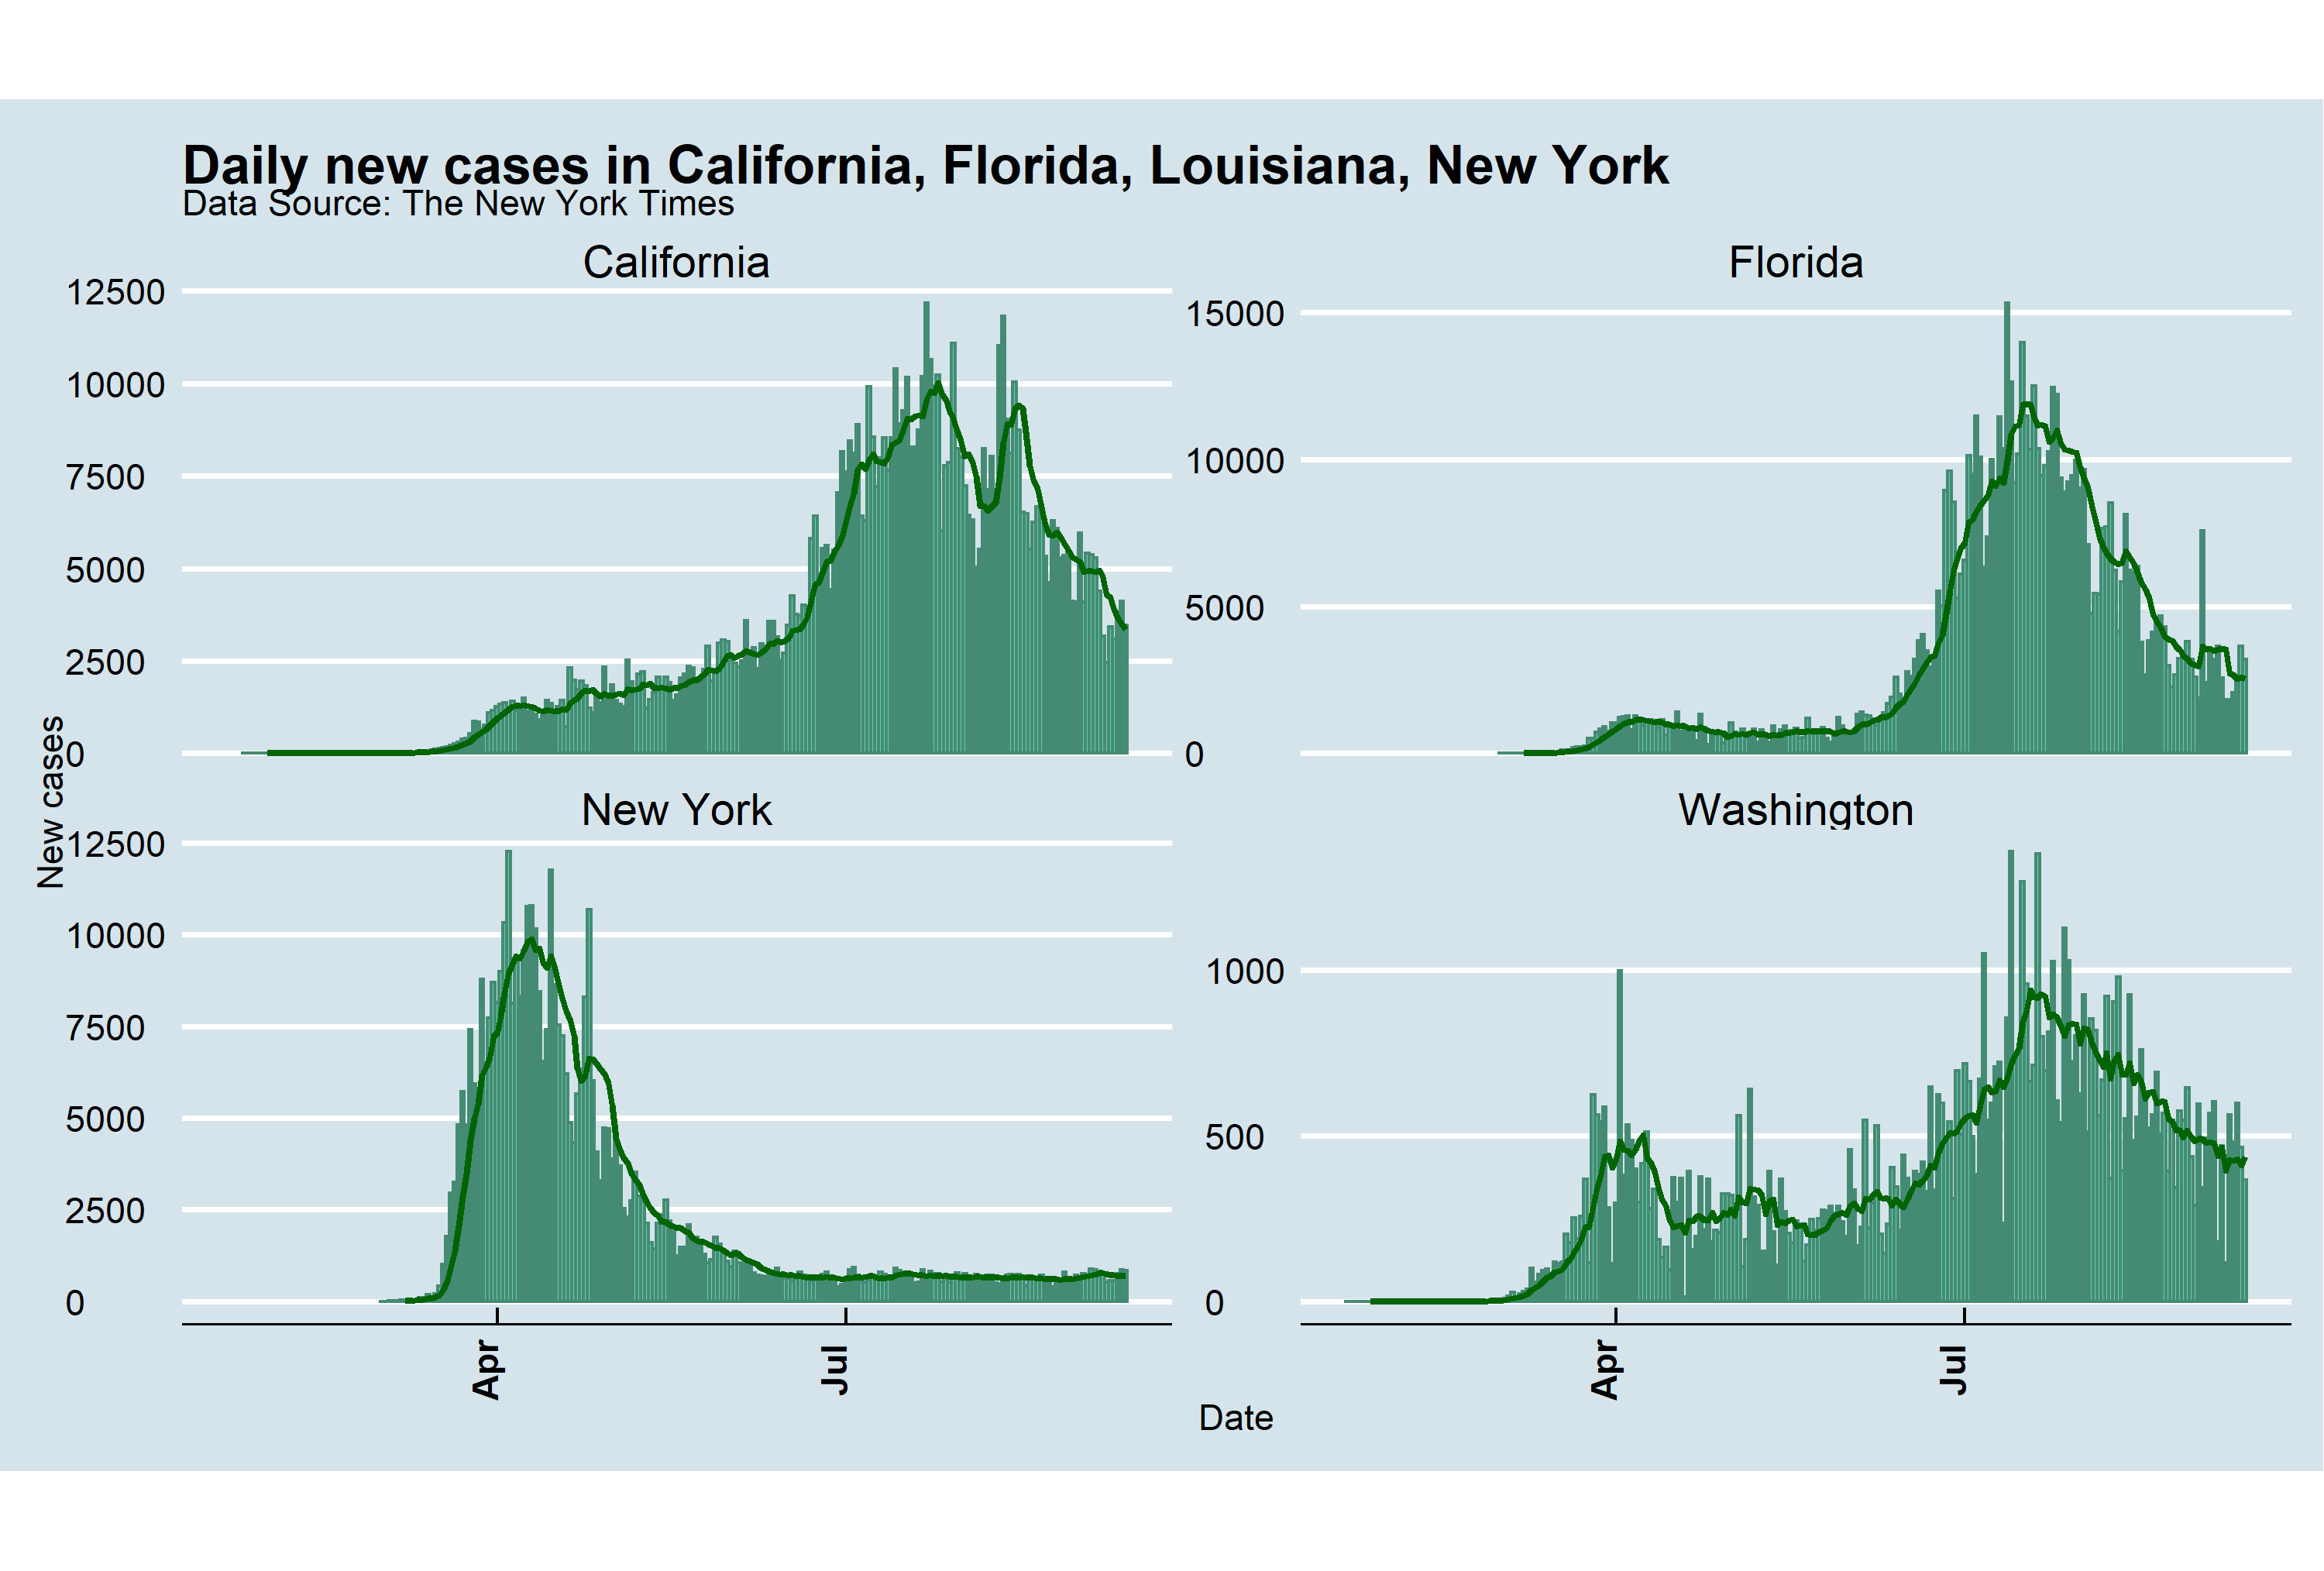 Daily new cases in California, Florida, Louisiana, New York
Data Source: The New York Times
California
12500
10000
7500
5000
2500
0
Florida
15000
10000
5000
0
New cases
New York
12500
10000
7500
5000
2500
0
Apr
Jul
Washington
1000
500
0
Apr
Jul
Date